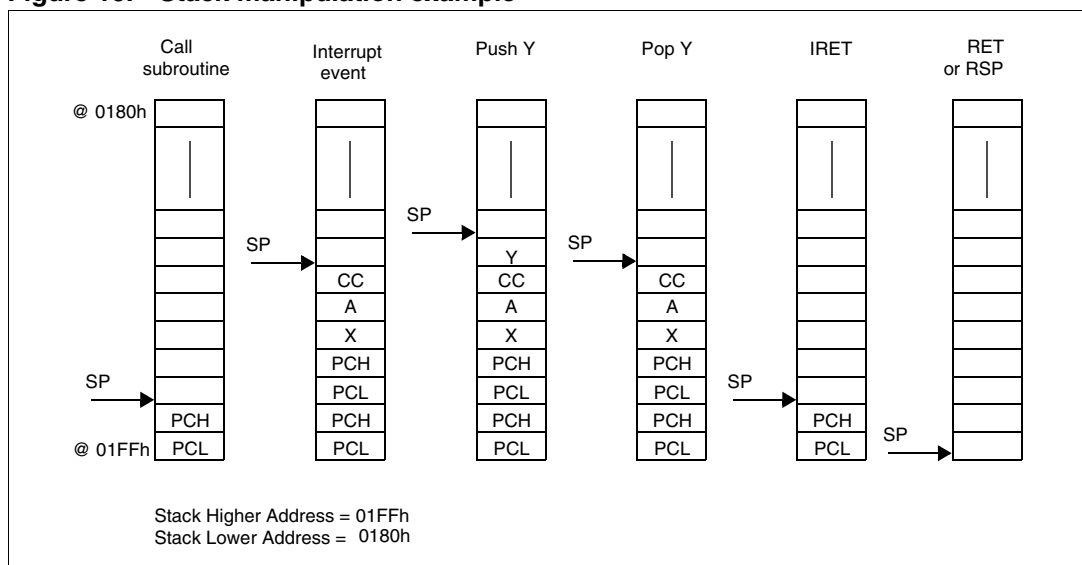 Figure Stack manipulation example
Call
subroutine
Interrupt
event
Push Y
Pop Y
IRET
RET
or RSP
@ 0180h
SP
PCH
@ 01FFh PCL
SP
CC
A
X
PCH
PCL
PCH
PCL
SP
Y
CC
A
X
PCH
PCL
PCH
PCL
SP
CC
A
X
PCH
PCL
PCH
PCL
SP
PCH
PCL
SP
Stack Higher Address = 01FFh
Stack Lower Address = 0180h